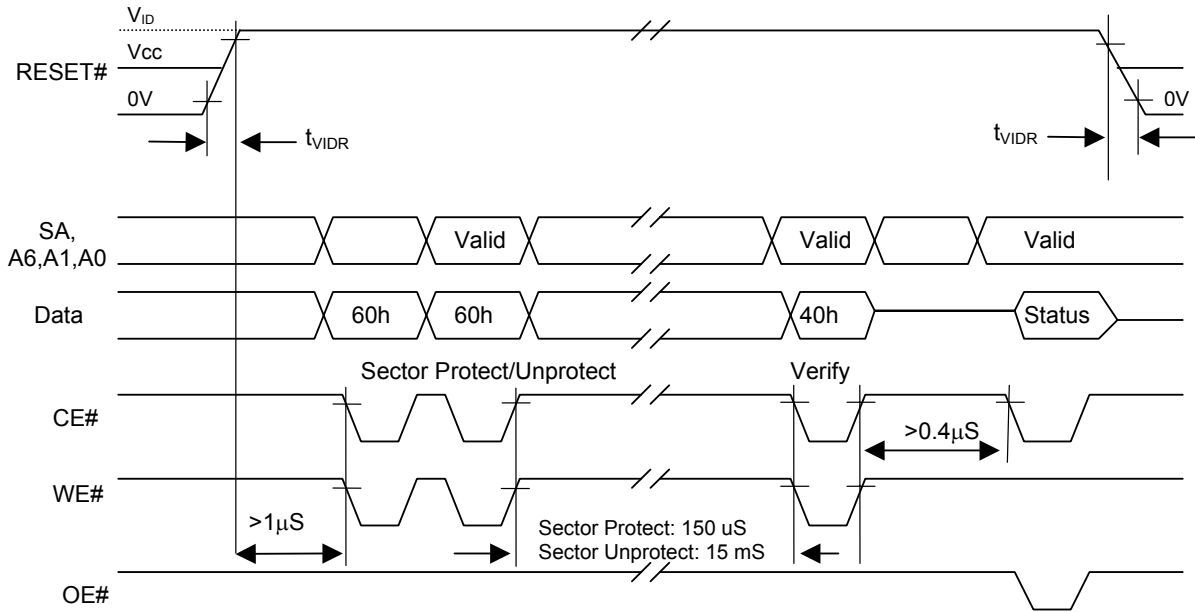 VID
Vcc
RESET#
0V
0V
tVIDR
tVIDR
SA,
A6,A1,A0
Valid
Valid
Valid
Data
60h
60h
40h
Status
Sector Protect/Unprotect
Verify
CE#
>0.4μS
WE#
>1μS
Sector Protect: 150 uS
Sector Unprotect: 15 mS
OE#